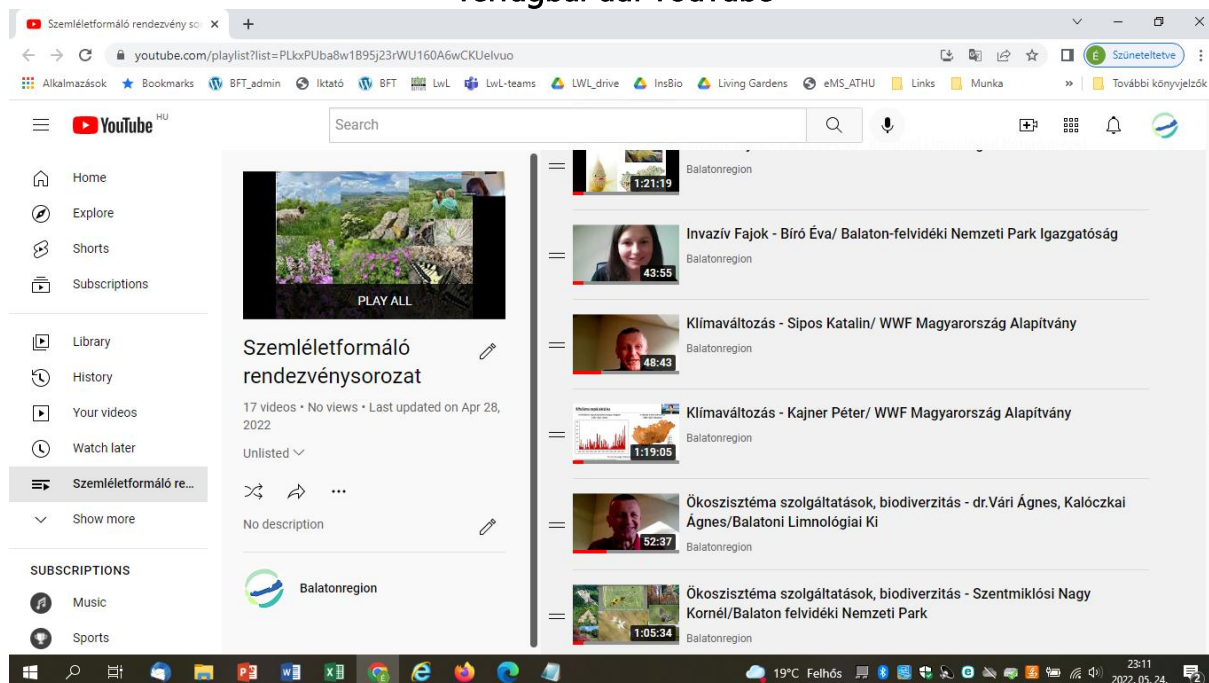 Szemléletformáló rendezvény so
youtube.com/playlist?list=PLkxPUba8w1B95j23rWU160A6wCKUelvuo
É Szüneteltetve
Alkalmazások Bookmarks BFT_admin Iktató BFT LwL LwL-teams LWL_drive InsBio Living Gardens eMS_ATHU Links Munka » További könyvjelzők
YouTube HU
Search
Home
Explore
Shorts
Subscriptions
Library
History
Your videos
Watch later
Szemléletformáló re...
Show more
SUBSCRIPTIONS
Music
Sports
PLAY ALL
Szemléletformáló
rendezvénysorozat
17 videos • No views • Last updated on Apr 28,
2022
Unlisted
No description
Balatonregion
1:21:19
Balatonregion
43:55
Invazív Fajok - Bíró Éva/ Balaton-felvidéki Nemzeti Park Igazgatóság
Balatonregion
48:43
Klímaváltozás - Sipos Katalin/ WWF Magyarország Alapítvány
Balatonregion
1:19:05
Klímaváltozás - Kajner Péter/ WWF Magyarország Alapítvány
Balatonregion
52:37
Ökoszisztéma szolgáltatások, biodiverzitás - dr.Vári Ágnes, Kalóczkai
Ágnes/Balatoni Limnológiai Ki
Balatonregion
1:05:34
Ökoszisztéma szolgáltatások, biodiverzitás - Szentmiklósi Nagy
Kornél/Balaton felvidéki Nemzeti Park
Balatonregion
19°C Felhős
23:11
2022. 05. 24.